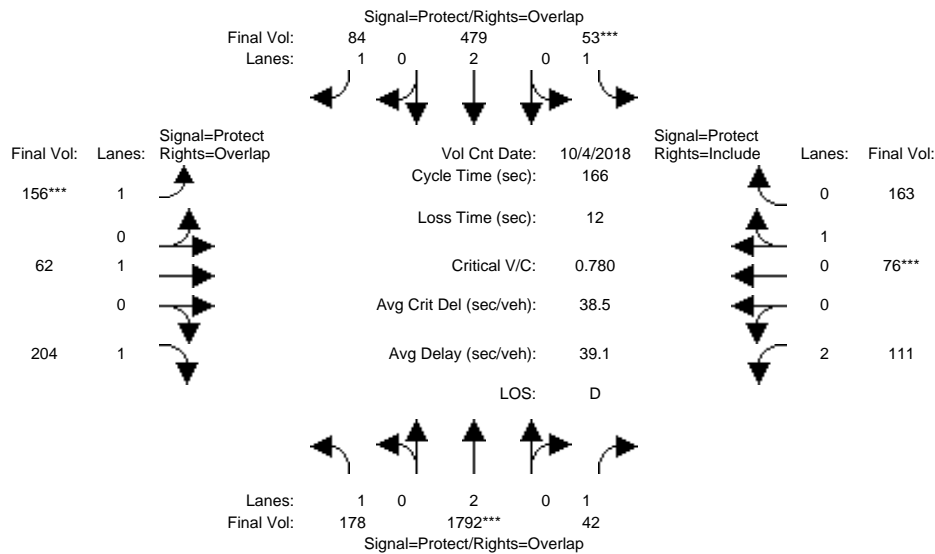 Signal=Protect/Rights=Overlap
Final Vol: 84 479 53***
Lanes: 1 0 2 0 1
Signal=Protect
Rights=Overlap
Final Vol: Lanes:
Vol Cnt Date: 10/4/2018
Signal=Protect
Rights=Include
Lanes: Final Vol:
Cycle Time (sec): 166
156*** 1
0 163
Loss Time (sec): 12
0
1
62 1
Critical V/C: 0.780
0 76***
0
Avg Crit Del (sec/veh): 38.5
0
204 1
Avg Delay (sec/veh): 39.1
2 111
LOS: D
Lanes: 1 0 2 0 1
Final Vol: 178 1792*** 42
Signal=Protect/Rights=Overlap